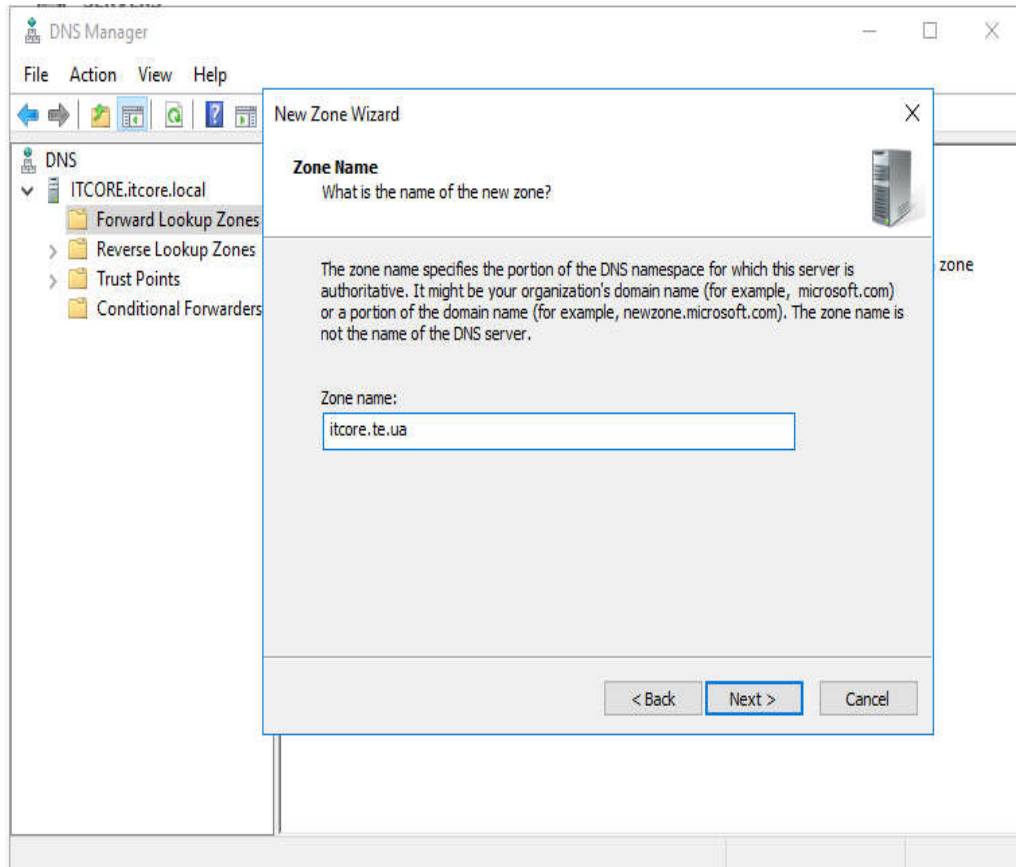 DNS Manager
File Action View Help
DNS
ITCORE.itcore.local
Forward Lookup Zones
Reverse Lookup Zones
Trust Points
Conditional Forwarders
New Zone Wizard
Zone Name
What is the name of the new zone?
The zone name specifies the portion of the DNS namespace for which this server is
authoritative. It might be your organization's domain name (for example, microsoft.com)
or a portion of the domain name (for example, newzone.microsoft.com). The zone name is
not the name of the DNS server.
Zone name:
itcore.te.ua
< Back Next > Cancel
zone